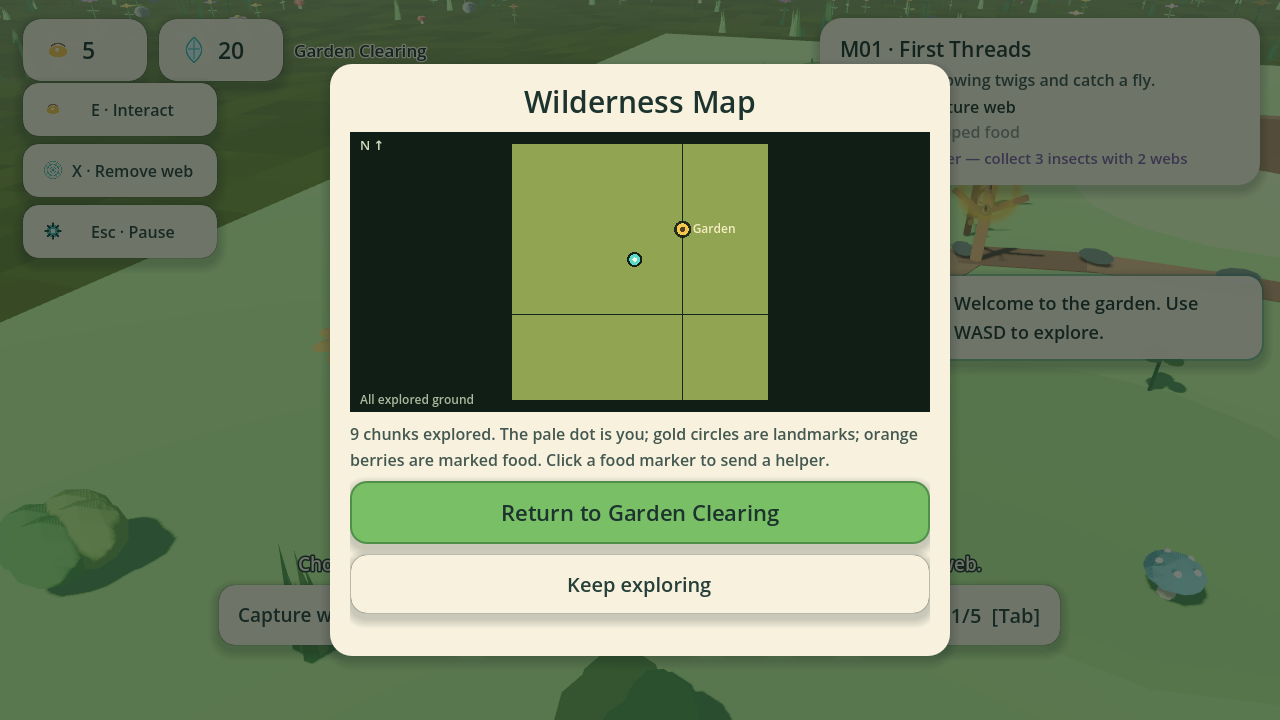 5
20
Garden Clearing
E · Interact
X · Remove web
Esc · Pause
M01 · First Threads
owing twigs and catch a fly.
ture web
ped food
er — collect 3 insects with 2 webs
Wilderness Map
N ↑
Garden
All explored ground
9 chunks explored. The pale dot is you; gold circles are landmarks; orange
berries are marked food. Click a food marker to send a helper.
Return to Garden Clearing
Keep exploring
Welcome to the garden. Use
WASD to explore.
Cho
veb.
Capture w
1/5 [Tab]